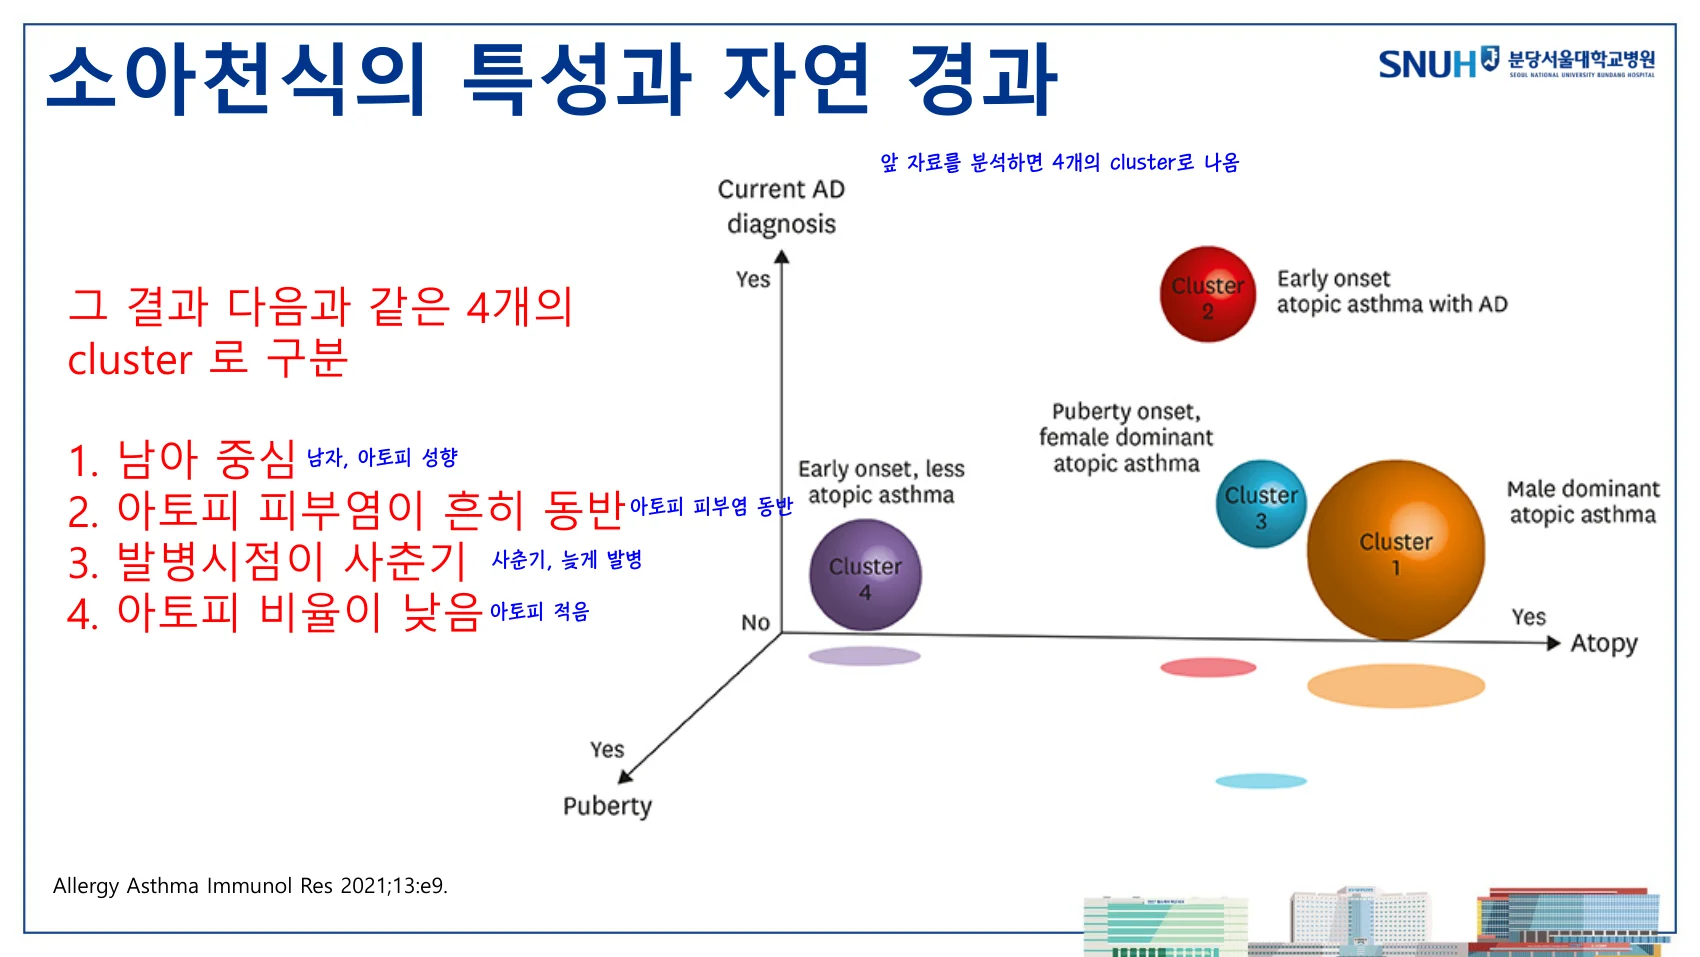 소아천식의 특성과 자연 경과
SNUH 분당서울대학교병원
SEOUL NATIONAL UNIVERSITY BUNDANG HOSPITAL
앞 자료를 분석하면 4개의 cluster로 나옴
그 결과 다음과 같은 4개의
cluster 로 구분
1. 남아 중심 남자, 아토피 성향
2. 아토피 피부염이 흔히 동반 아토피 피부염 동반
3. 발병시점이 사춘기 사춘기, 늦게 발병
4. 아토피 비율이 낮음 아토피 적음
Current AD
diagnosis
Yes
Cluster
2
Early onset
atopic asthma with AD
Puberty onset,
female dominant
atopic asthma
Cluster
3
Early onset, less
atopic asthma
Cluster
4
Male dominant
atopic asthma
Cluster
1
No
Yes
Atopy
Yes
Puberty
Allergy Asthma Immunol Res 2021;13:e9.